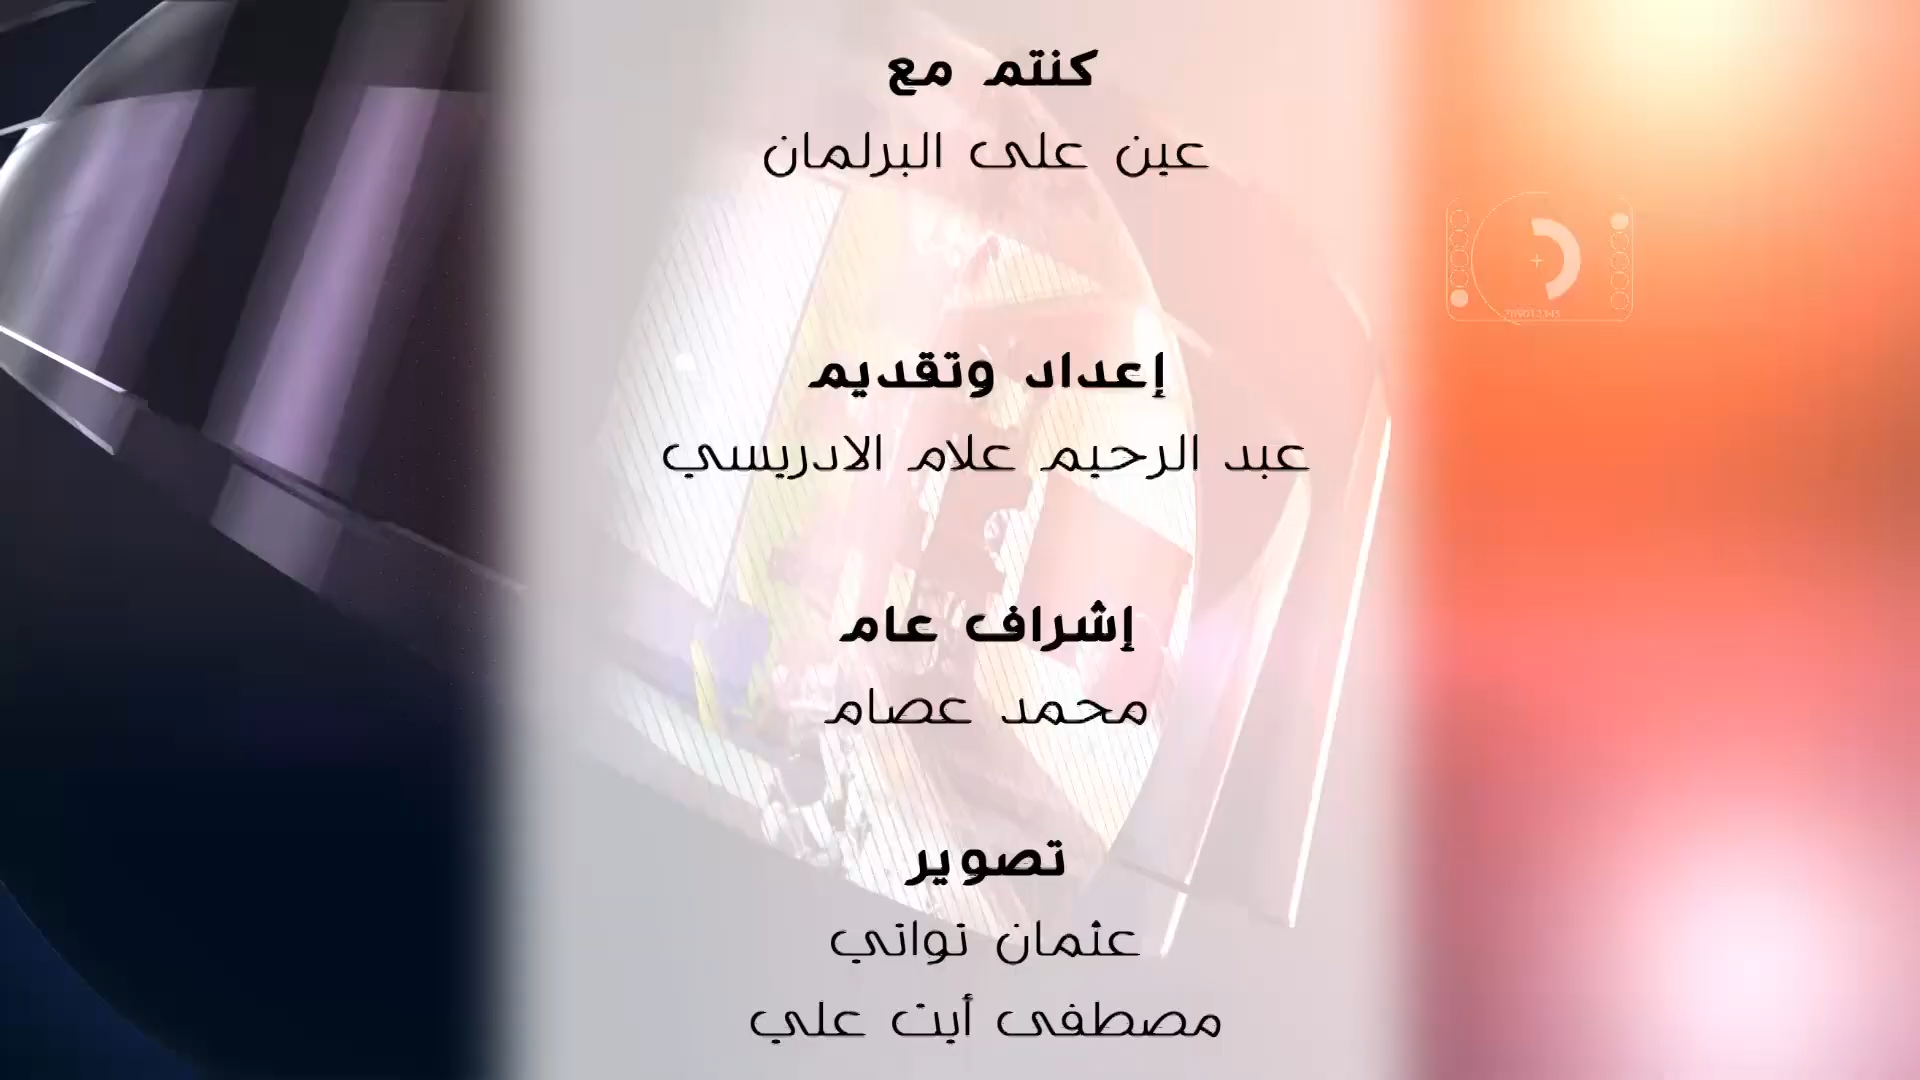 كنتم مع
عين على البرلمان
إعداد وتقديم
عبد الرحيم علام الادريسي
إشراف عام
محمد عصام
تصوير
عثمان تواتي
مصطفى أيت علي